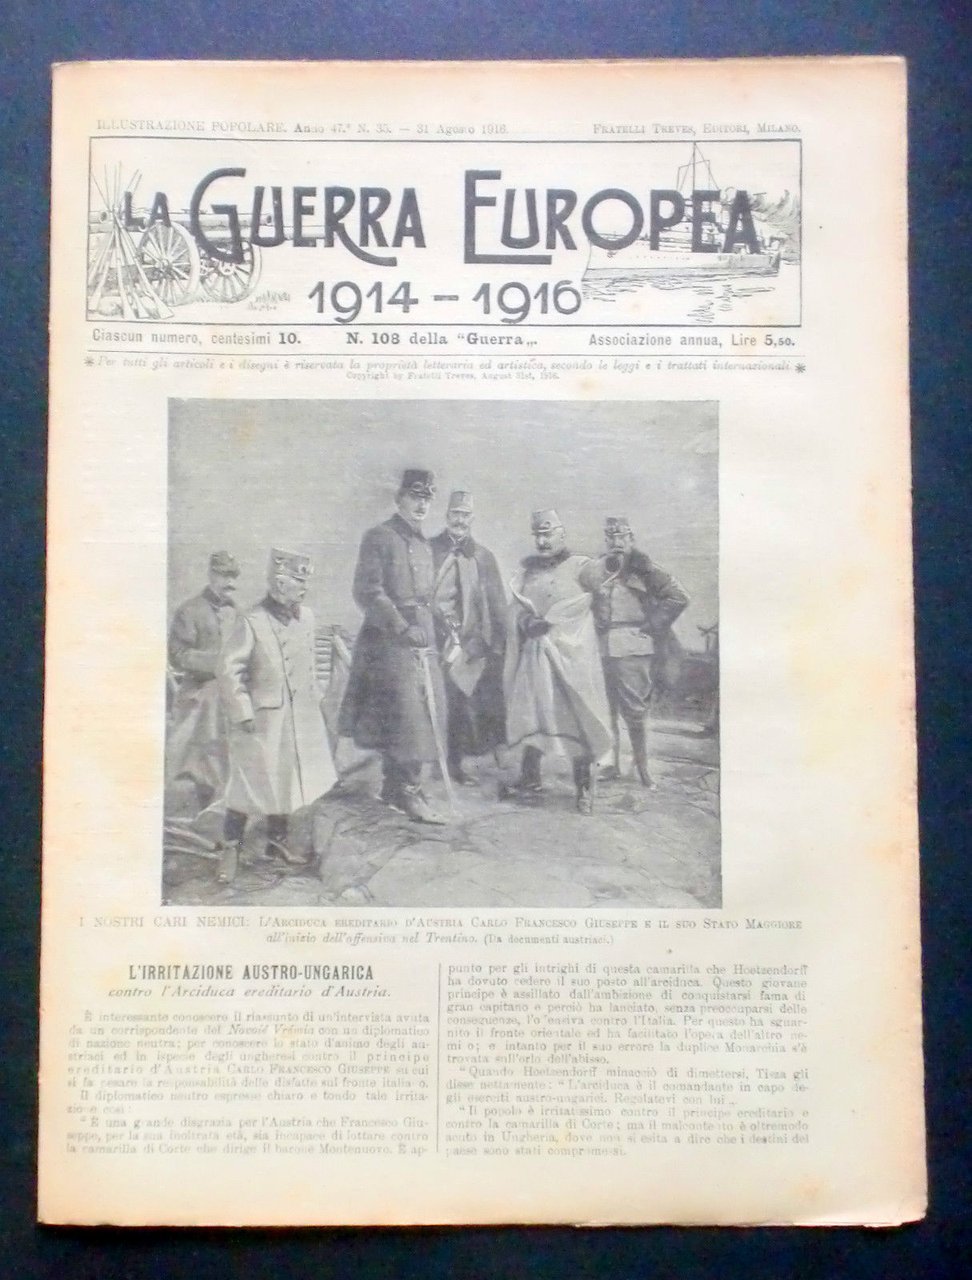 ILLUSTRAZIONE POPOLARE. Anno 47.° N. 35. — 31 Agosto 1916. FRATELLI TREVES, EDITORI, MILANO.
LA GUERRA EUROPEA
1914 - 1916
Ciascun numero, centesimi 10. N. 108 della "Guerra„. Associazione annua, Lire 5,50.
Per tutti gli articoli e i disegni è riservata la proprietà letteraria ed artistica, secondo le leggi e i trattati internazionali.
Copyright by Fratelli Treves, August 31st, 1916.
I NOSTRI CARI NEMICI: L'ARCIDUCA EREDITARIO D'AUSTRIA CARLO FRANCESCO GIUSEPPE E IL SUO STATO MAGGIORE
all'inizio dell'offensiva nel Trentino. (Da documenti austriaci.)
L'IRRITAZIONE AUSTRO-UNGARICA
contro l'Arciduca ereditario d'Austria.
È interessante conoscere il riassunto di un'intervista avuta
da un corrispondente del Novoié Vrémia con un diplomatico
di nazione neutra; per conoscere lo stato d'animo degli au-
striaci ed in ispecie degli ungheresi contro il principe
ereditario d'Austria CARLO FRANCESCO GIUSEPPE su cui
si fa pesare la responsabilità delle disfatte sul fronte italiano.
Il diplomatico neutro espresse chiaro e tondo tale irrita-
zione così:
"È una grande disgrazia per l'Austria che Francesco Giu-
seppe, per la sua inoltrata età, sia incapace di lottare contro
la camarilla di Corte che dirige il barone Montenuovo. È ap-
punto per gli intrighi di questa camarilla che Hoetzendorff
ha dovuto cedere il suo posto all'arciduca. Questo giovane
principe è assillato dall'ambizione di conquistarsi fama di
gran capitano e perciò ha lanciato, senza preoccuparsi delle
conseguenze, l'offensiva contro l'Italia. Per questo ha sguar-
nito il fronte orientale ed ha facilitato l'opera dell'altro ne-
mico; e intanto per il suo errore la duplice Monarchia s'è
trovata sull'orlo dell'abisso.
"Quando Hoetzendorff minacciò di dimettersi, Tisza gli
disse nettamente: "L'arciduca è il comandante in capo de-
gli eserciti austro-ungarici. Regolatevi con lui„
"Il popolo è irritatissimo contro il principe ereditario e
contro la camarilla di Corte; ma il malcontento è oltremodo
acuto in Ungheria, dove non si esita a dire che i destini del
paese sono stati compromessi.